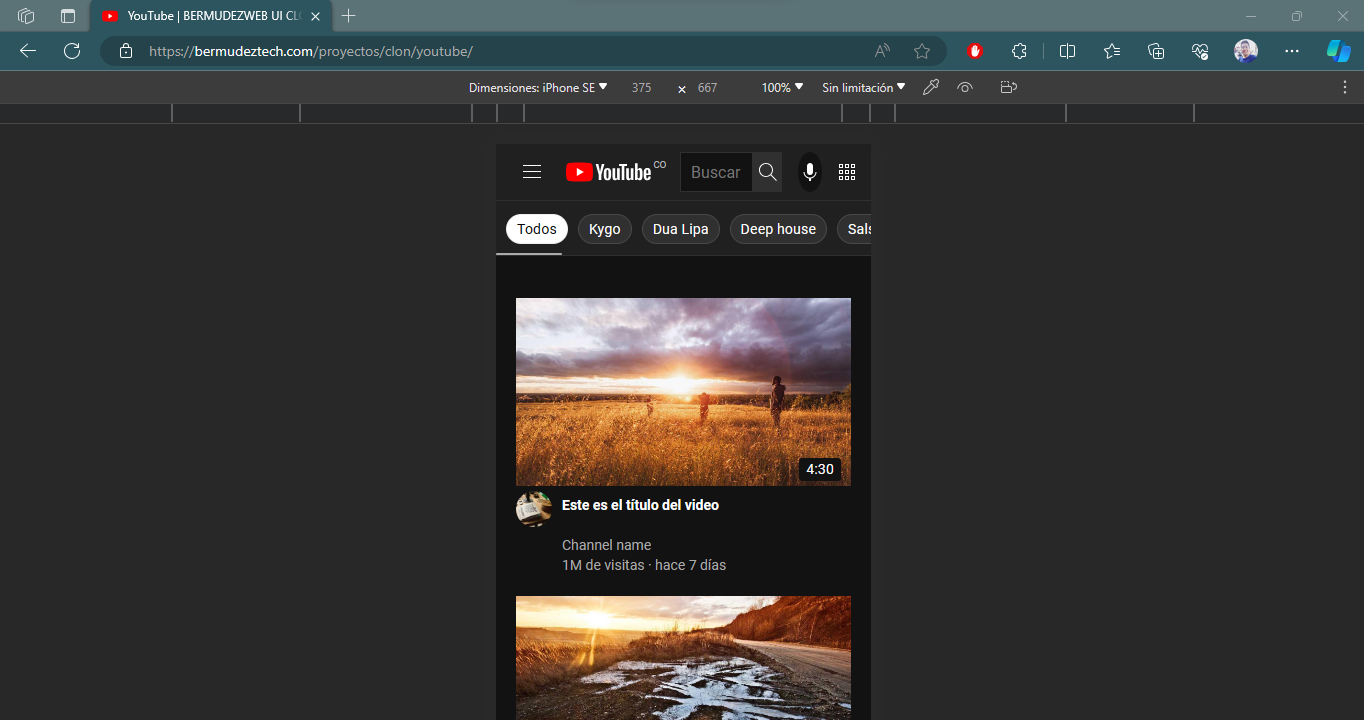 YouTube | BERMUDEZWEB UI CLO
https://bermudeztech.com/proyectos/clon/youtube/
Dimensiones: iPhone SE 375 × 667 100% Sin limitación
YouTube CO Buscar
Todos Kygo Dua Lipa Deep house Sals
4:30
Este es el título del video
Channel name
1M de visitas · hace 7 días